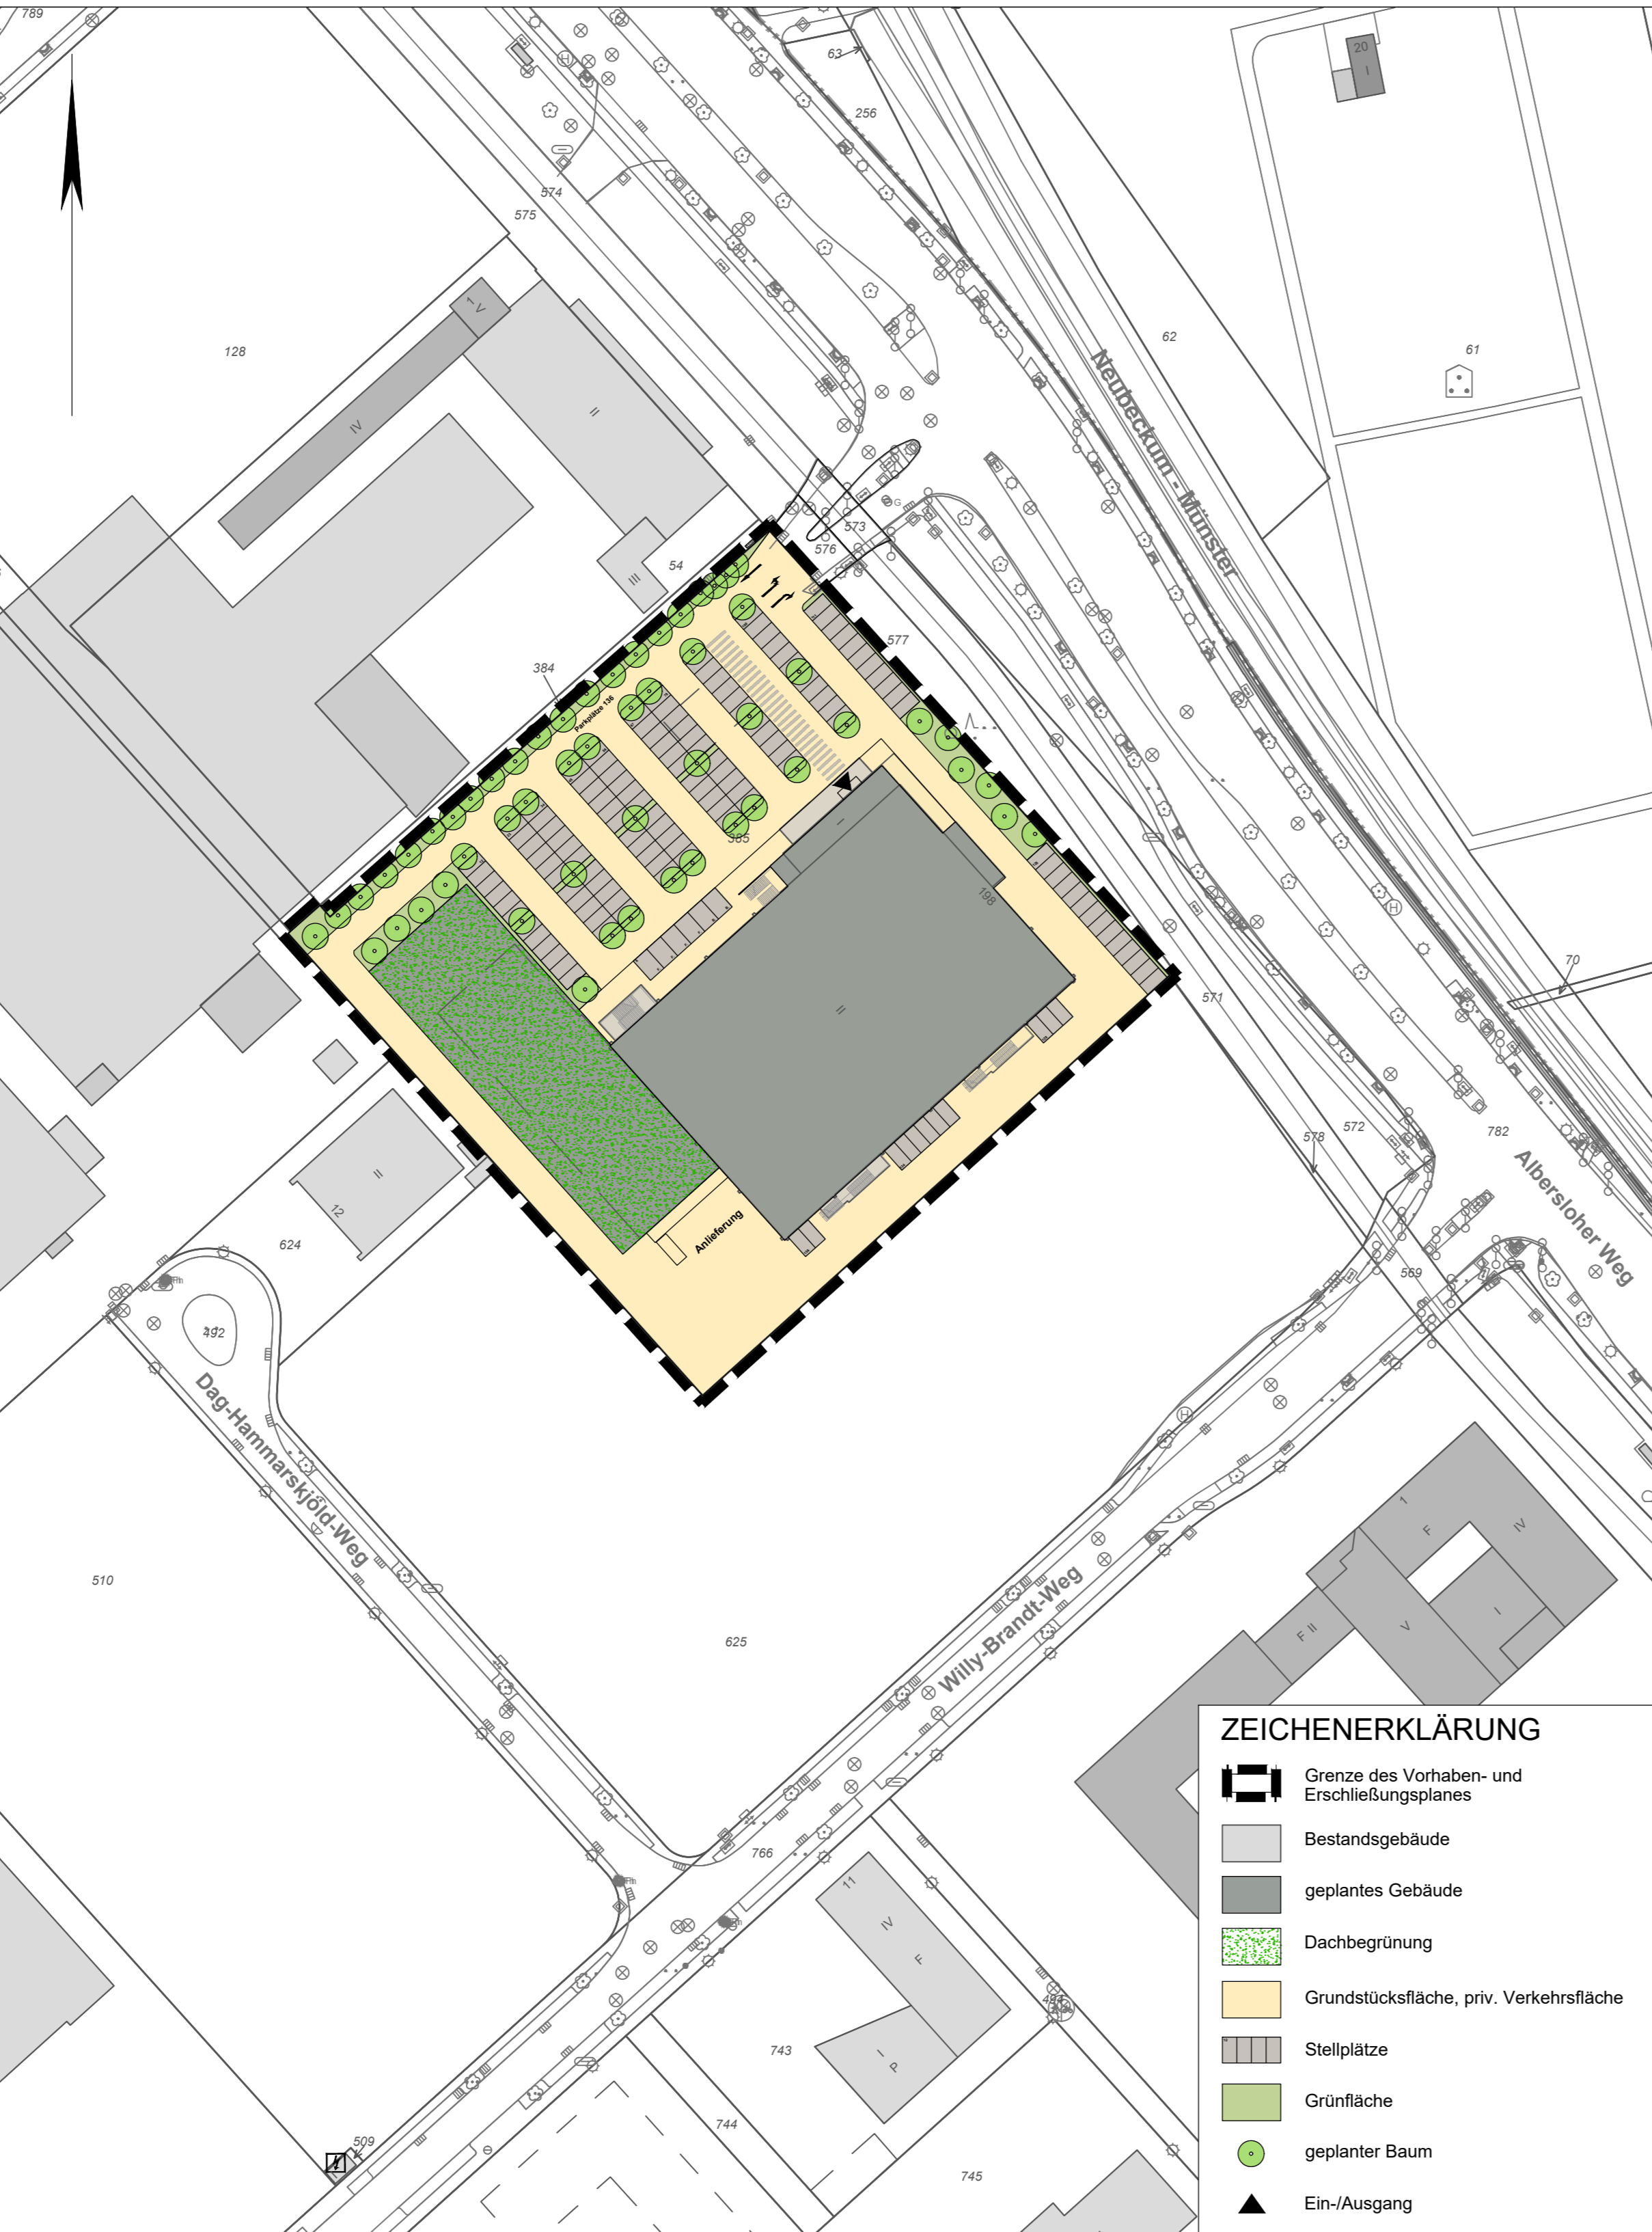 789
63
20
I
256
574
575
1
V
128
62
61
II
IV
Neubeckum - Münster
573
576
54
III
577
384
Parkplätze 136
385
I
198
70
II
571
572
578
782
II
12
624
Anlieferung
Albersloher Weg
569
492
Dag-Hammarskjöld-Weg
510
625
Willy-Brandt-Weg
1
F
IV
F II
V
I
766
11
IV
F
743
I
P
744
509
745
ZEICHENERKLÄRUNG
Grenze des Vorhaben- und
Erschließungsplanes
Bestandsgebäude
geplantes Gebäude
Dachbegrünung
Grundstücksfläche, priv. Verkehrsfläche
Stellplätze
Grünfläche
geplanter Baum
Ein-/Ausgang